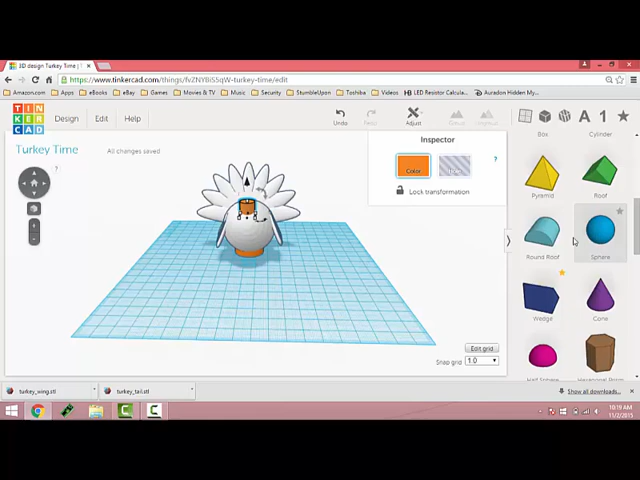 3D design Turkey Time | T
https://www.tinkercad.com/things/fvZNYBiS5qW-turkey-time/edit
Amazon.com Apps eBooks eBay Games Movies & TV Music Security StumbleUpon Toshiba Videos LED Resistor Calcula... Auradon Hidden My...
TIN
KER
CAD
Design Edit Help
Undo
Adjust
Turkey Time
All changes saved
Inspector
Color
Lock transformation
?
Box Cylinder
Pyramid Roof
Round Roof Sphere
Wedge Cone
Edit grid
Snap grid 1.0
turkey_wing.stl turkey_tail.stl
Show all downloads...
10:19 AM
11/2/2015